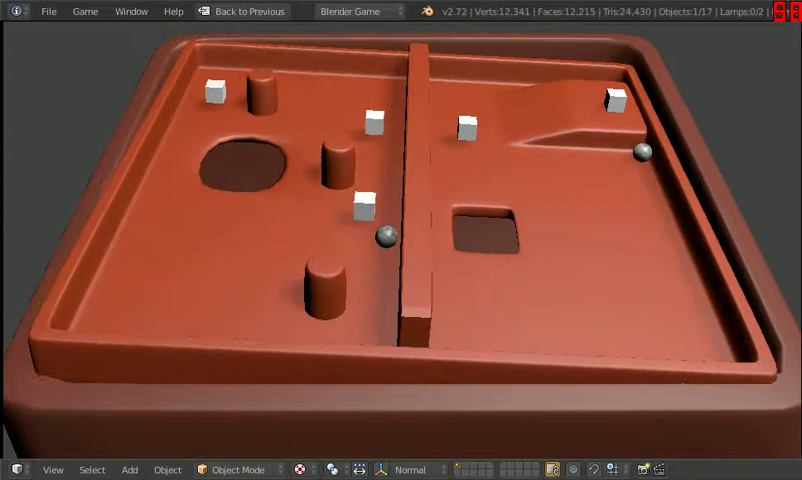 File Game Window Help Back to Previous Blender Game v2.72 | Verts:12,341 | Faces:12,215 | Tris:24,430 | Objects:1/17 | Lamps:0/2 |
View Select Add Object Object Mode Normal